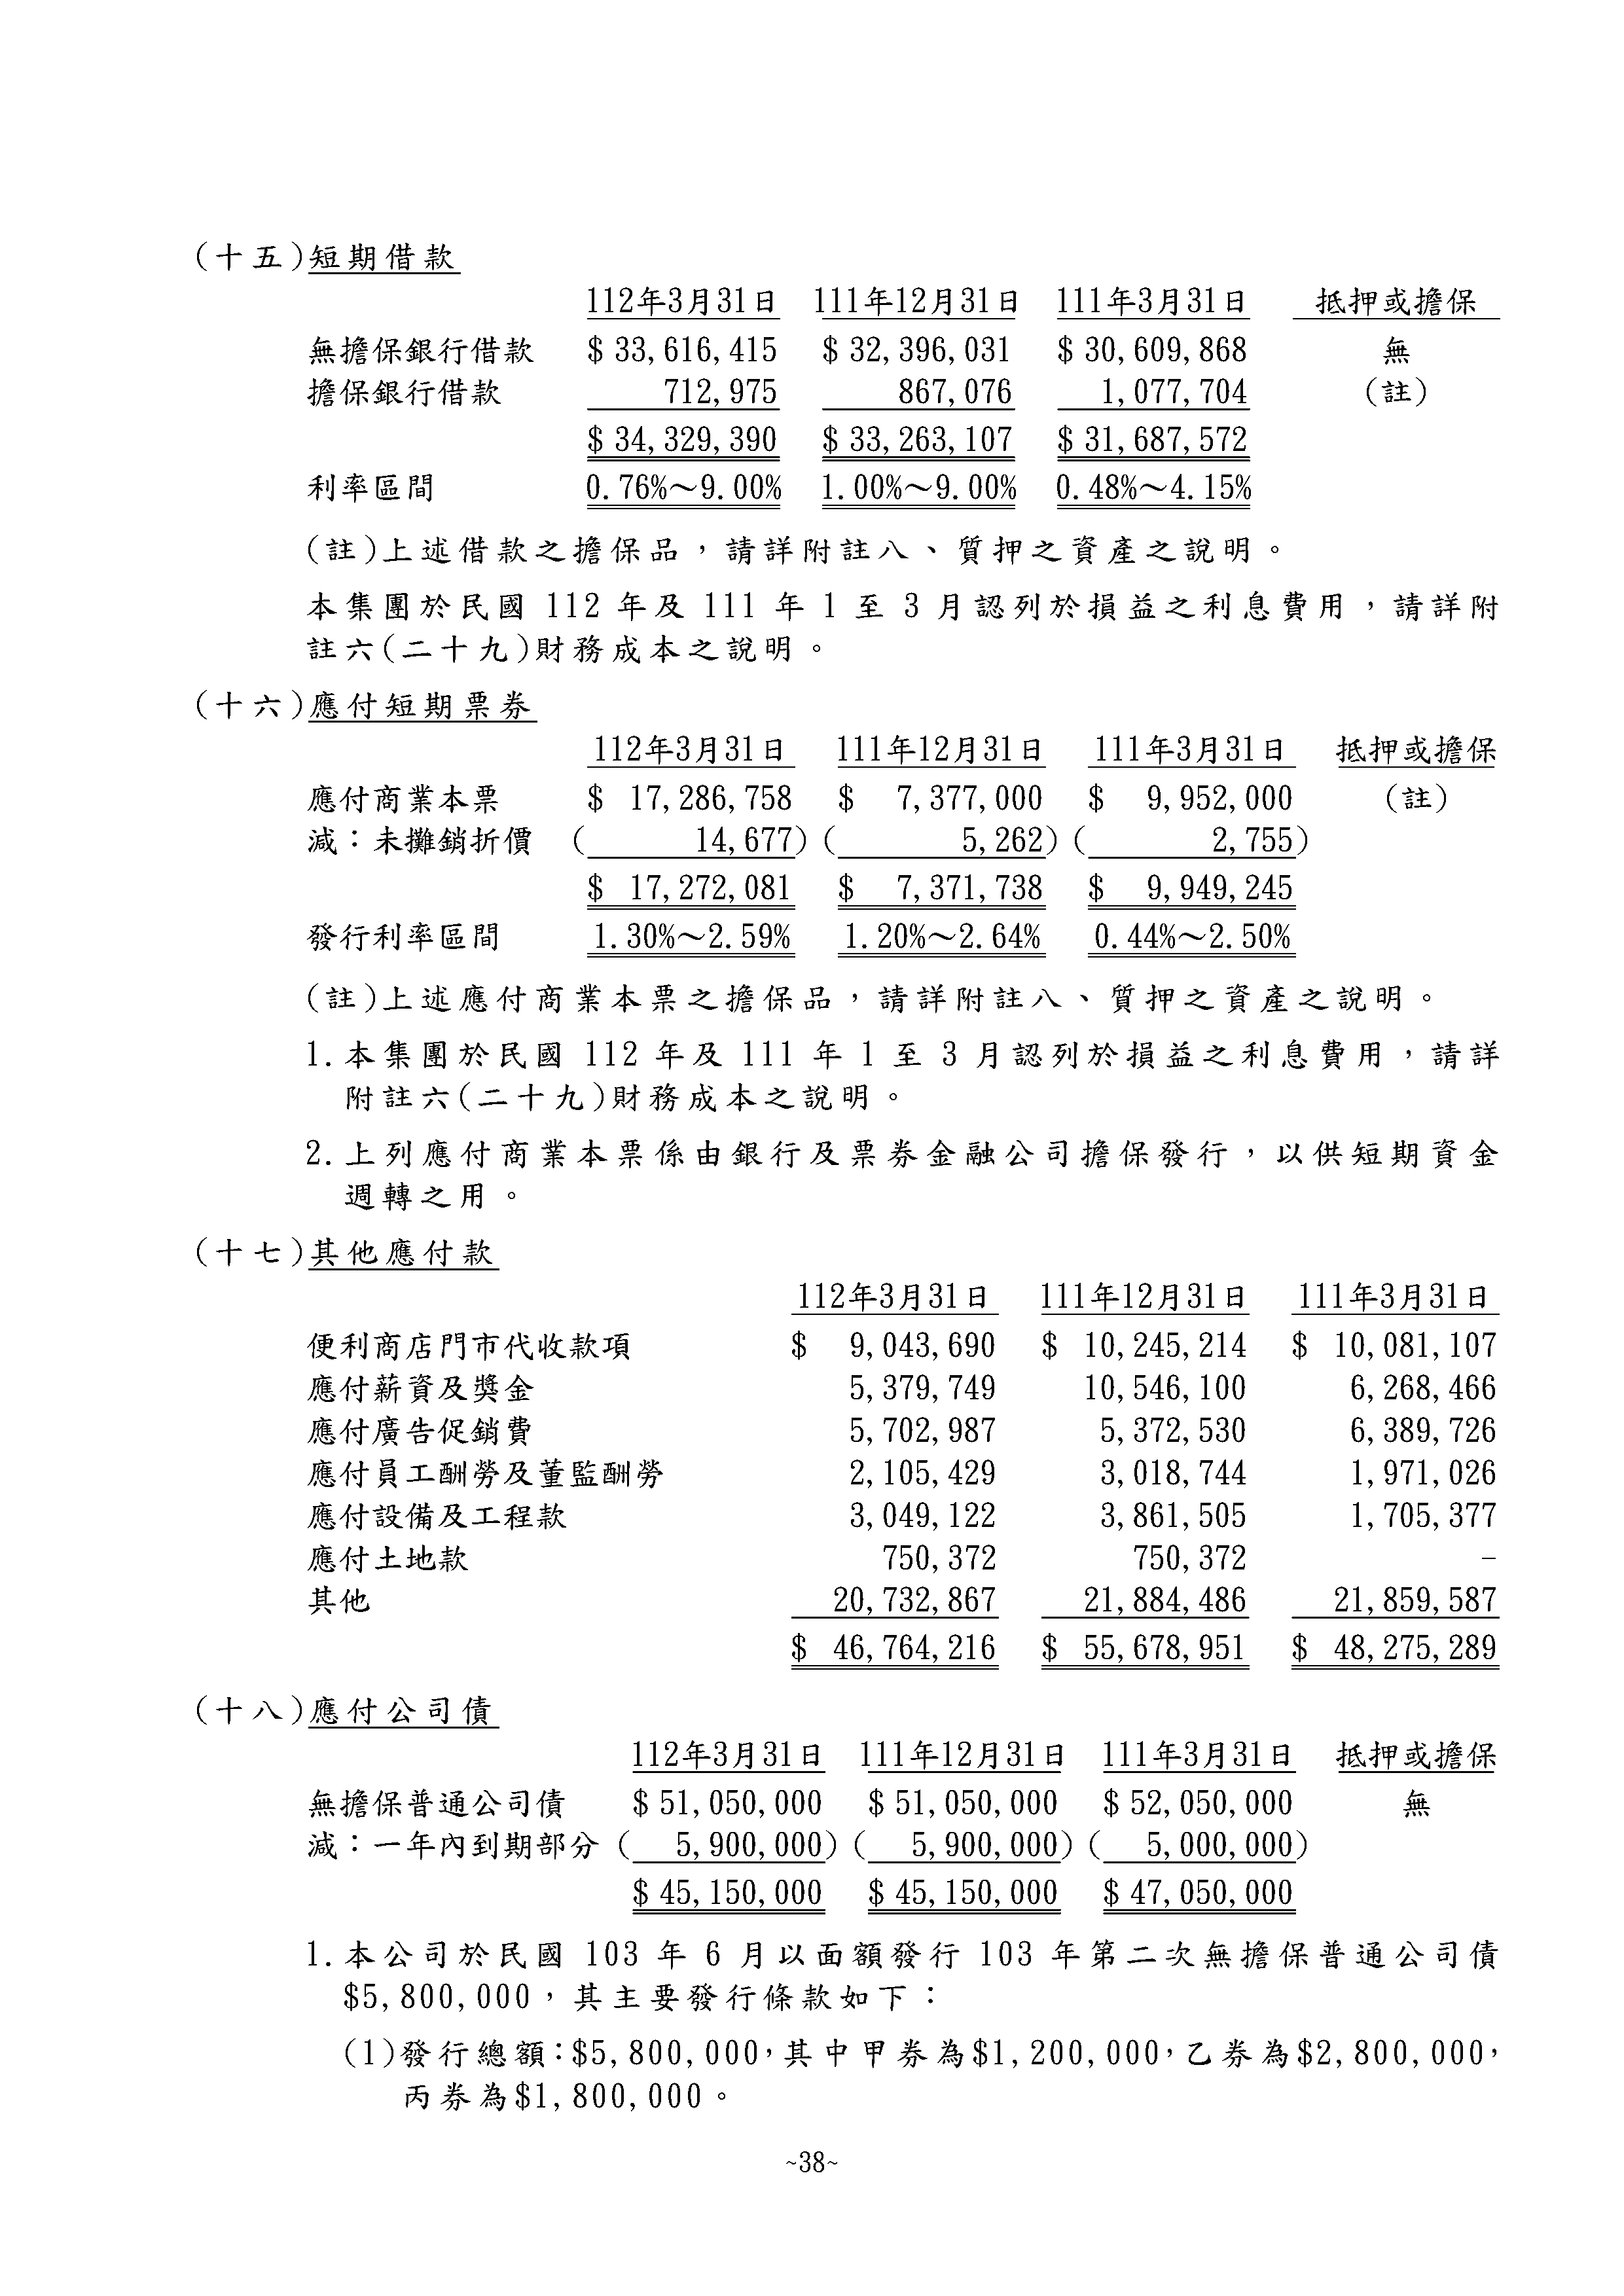 (十五)短期借款
112年3月31日 111年12月31日 111年3月31日 抵押或擔保
無擔保銀行借款 $ 33,616,415 $ 32,396,031 $ 30,609,868 無
擔保銀行借款 712,975 867,076 1,077,704 (註)
$ 34,329,390 $ 33,263,107 $ 31,687,572
利率區間 0.76%~9.00% 1.00%~9.00% 0.48%~4.15%
(註)上述借款之擔保品，請詳附註八、質押之資產之說明。
本集團於民國 112 年及 111 年 1 至 3 月認列於損益之利息費用，請詳附
註六(二十九)財務成本之說明。
(十六)應付短期票券
112年3月31日 111年12月31日 111年3月31日 抵押或擔保
應付商業本票 $ 17,286,758 $ 7,377,000 $ 9,952,000 (註)
減：未攤銷折價 ( 14,677) ( 5,262) ( 2,755)
$ 17,272,081 $ 7,371,738 $ 9,949,245
發行利率區間 1.30%~2.59% 1.20%~2.64% 0.44%~2.50%
(註)上述應付商業本票之擔保品，請詳附註八、質押之資產之說明。
1.本集團於民國 112 年及 111 年 1 至 3 月認列於損益之利息費用，請詳
附註六(二十九)財務成本之說明。
2.上列應付商業本票係由銀行及票券金融公司擔保發行，以供短期資金
週轉之用。
(十七)其他應付款
112年3月31日 111年12月31日 111年3月31日
便利商店門市代收款項 $ 9,043,690 $ 10,245,214 $ 10,081,107
應付薪資及獎金 5,379,749 10,546,100 6,268,466
應付廣告促銷費 5,702,987 5,372,530 6,389,726
應付員工酬勞及董監酬勞 2,105,429 3,018,744 1,971,026
應付設備及工程款 3,049,122 3,861,505 1,705,377
應付土地款 750,372 750,372 -
其他 20,732,867 21,884,486 21,859,587
$ 46,764,216 $ 55,678,951 $ 48,275,289
(十八)應付公司債
112年3月31日 111年12月31日 111年3月31日 抵押或擔保
無擔保普通公司債 $ 51,050,000 $ 51,050,000 $ 52,050,000 無
減：一年內到期部分 ( 5,900,000) ( 5,900,000) ( 5,000,000)
$ 45,150,000 $ 45,150,000 $ 47,050,000
1.本公司於民國 103 年 6 月以面額發行 103 年第二次無擔保普通公司債
$5,800,000，其主要發行條款如下：
(1)發行總額：$5,800,000，其中甲券為$1,200,000，乙券為$2,800,000，
丙券為$1,800,000。
~38~